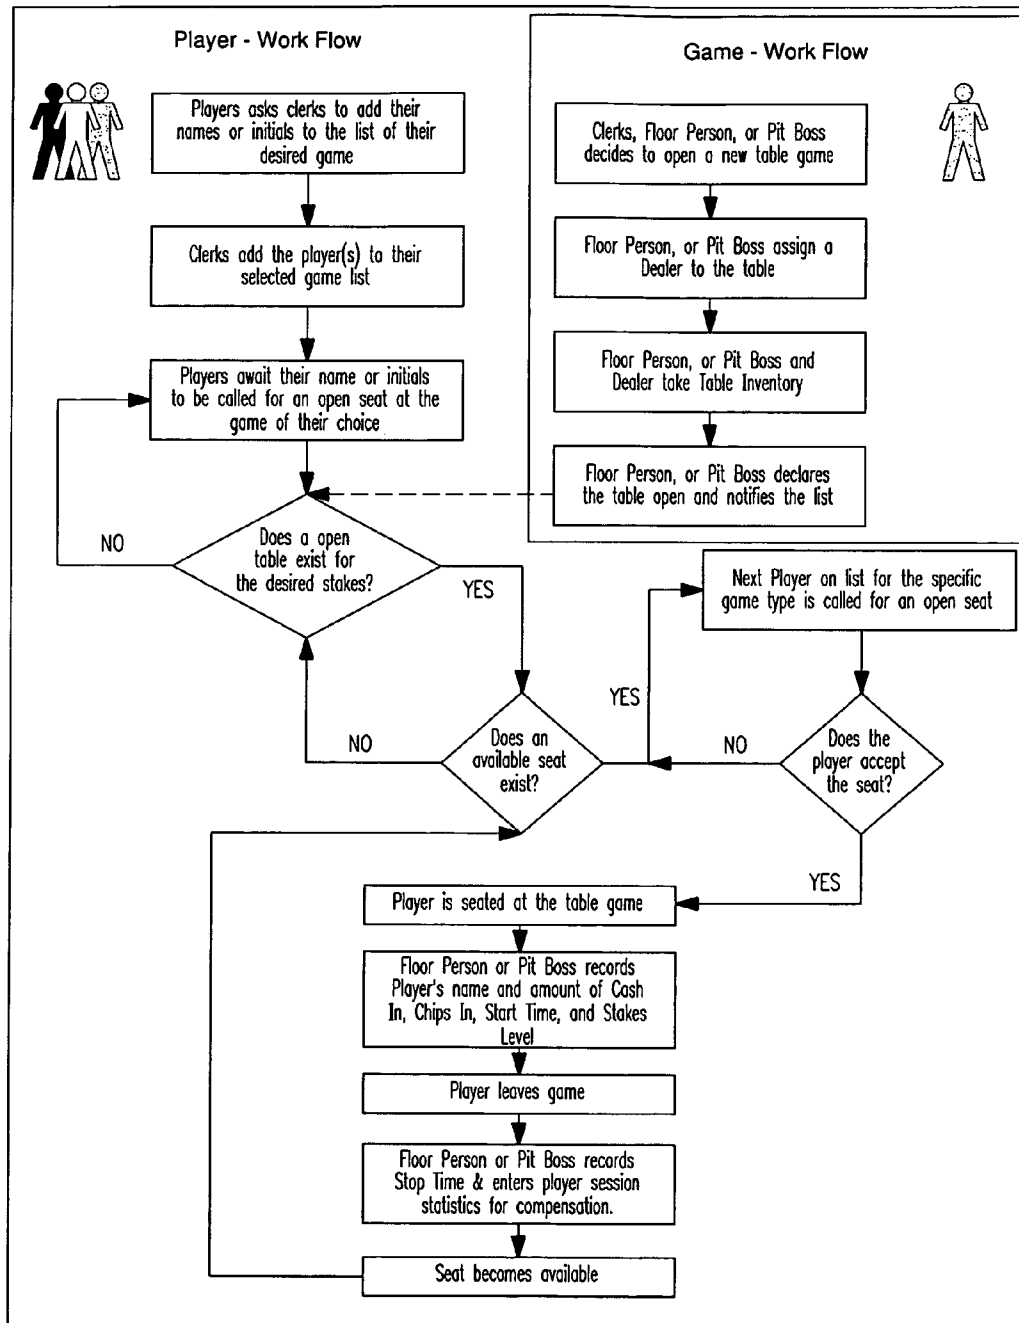 Player - Work Flow
Players asks clerks to add their
names or initials to the list of their
desired game
Clerks add the player(s) to their
selected game list
Players await their name or initials
to be called for an open seat at the
game of their choice
Game - Work Flow
Clerks, Floor Person, or Pit Boss
decides to open a new table game
Floor Person, or Pit Boss assign a
Dealer to the table
Floor Person, or Pit Boss and
Dealer take Table Inventory
Floor Person, or Pit Boss declares
the table open and notifies the list
NO
Does a open
table exist for
the desired stakes?
YES
Next Player on list for the specific
game type is called for an open seat
NO
Does an
available seat
exist?
YES
NO
Does the
player accept
the seat?
YES
Player is seated at the table game
Floor Person or Pit Boss records
Player's name and amount of Cash
In, Chips In, Start Time, and Stakes
Level
Player leaves game
Floor Person or Pit Boss records
Stop Time & enters player session
statistics for compensation.
Seat becomes available